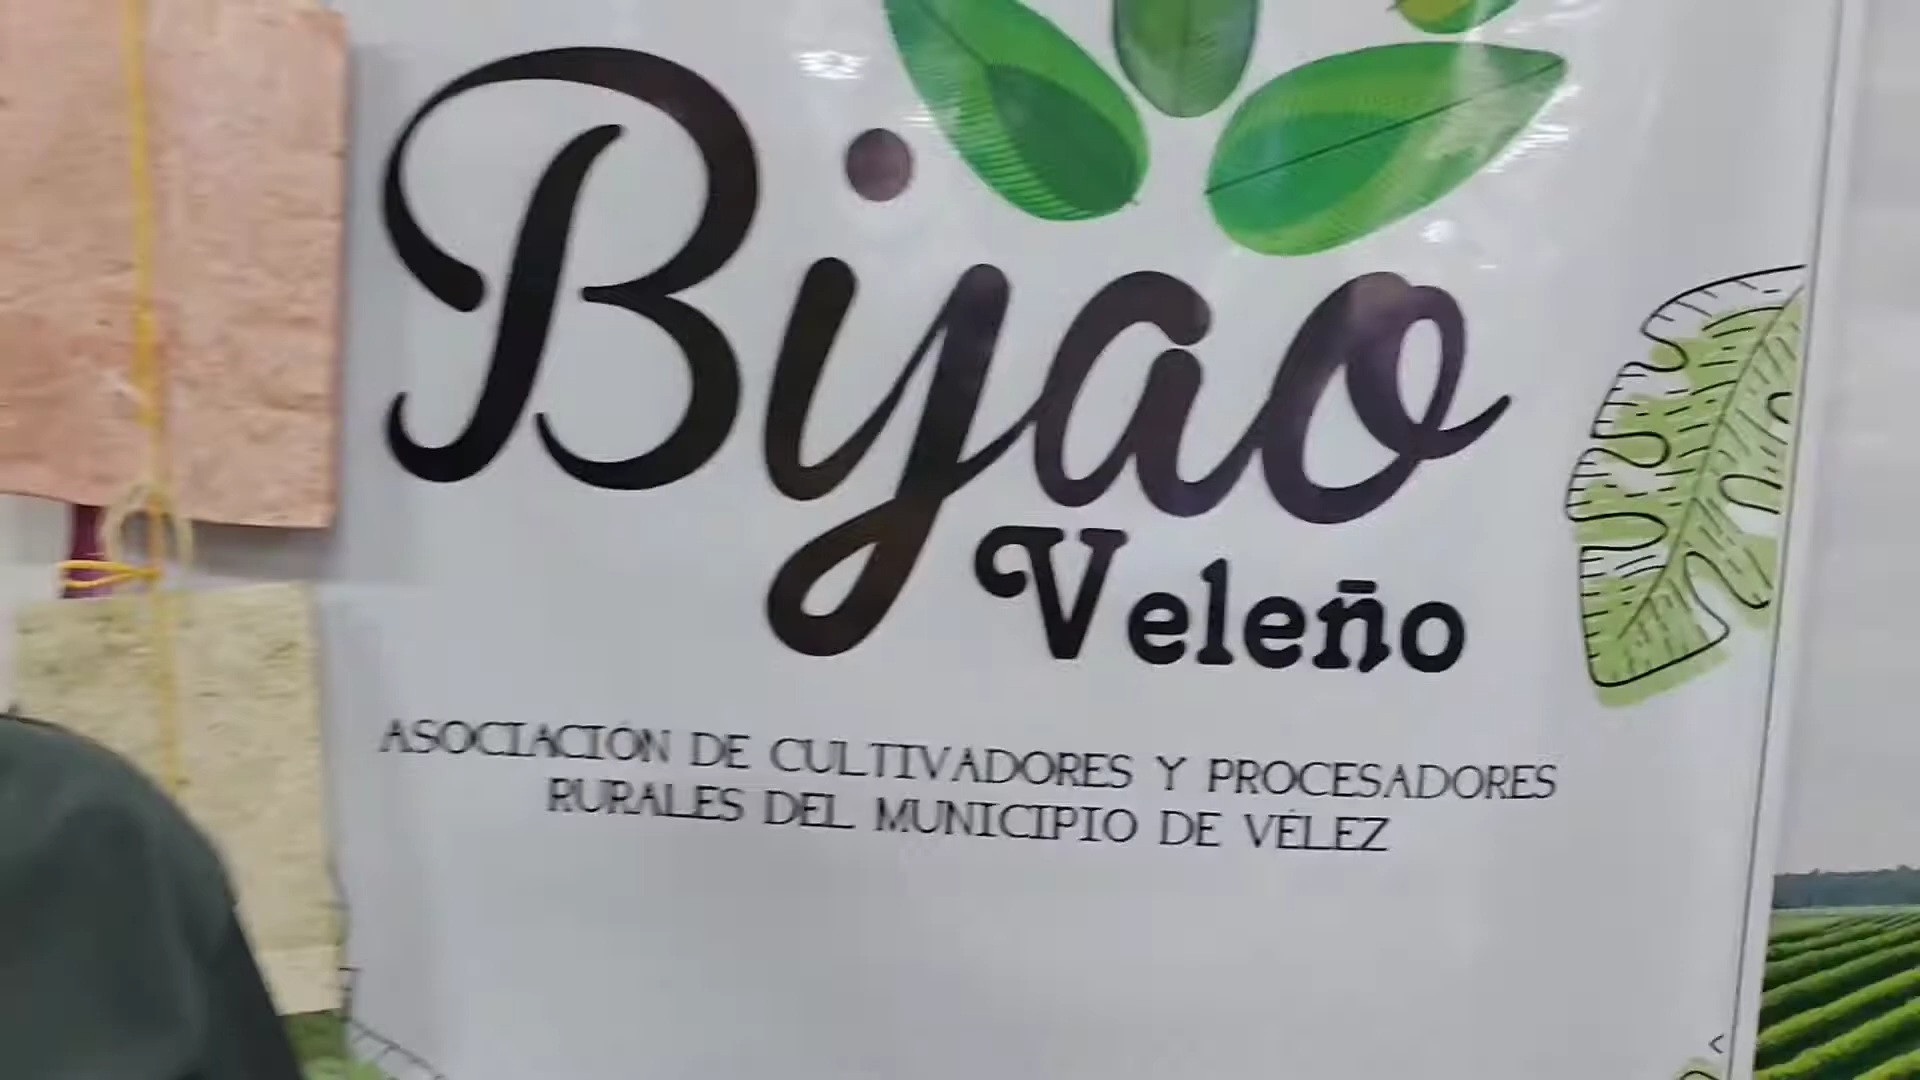 Bijao
Veleño
ASOCIACIÓN DE CULTIVADORES Y PROCESADORES
RURALES DEL MUNICIPIO DE VÉLEZ